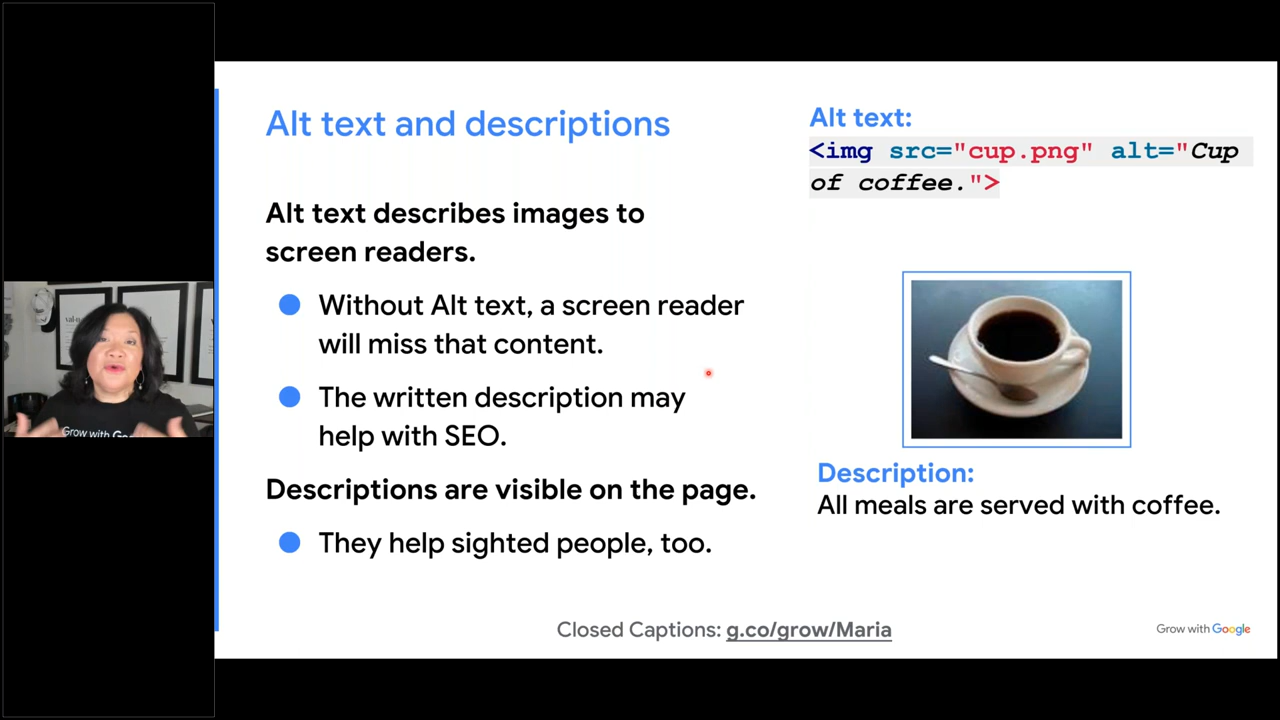 Alt text and descriptions
Alt text describes images to
screen readers.
Without Alt text, a screen reader
will miss that content.
The written description may
help with SEO.
Descriptions are visible on the page.
They help sighted people, too.
Alt text:
<img src="cup.png" alt="Cup
of coffee.">
Description:
All meals are served with coffee.
Closed Captions: g.co/grow/Maria
Grow with Google
Grow with Go